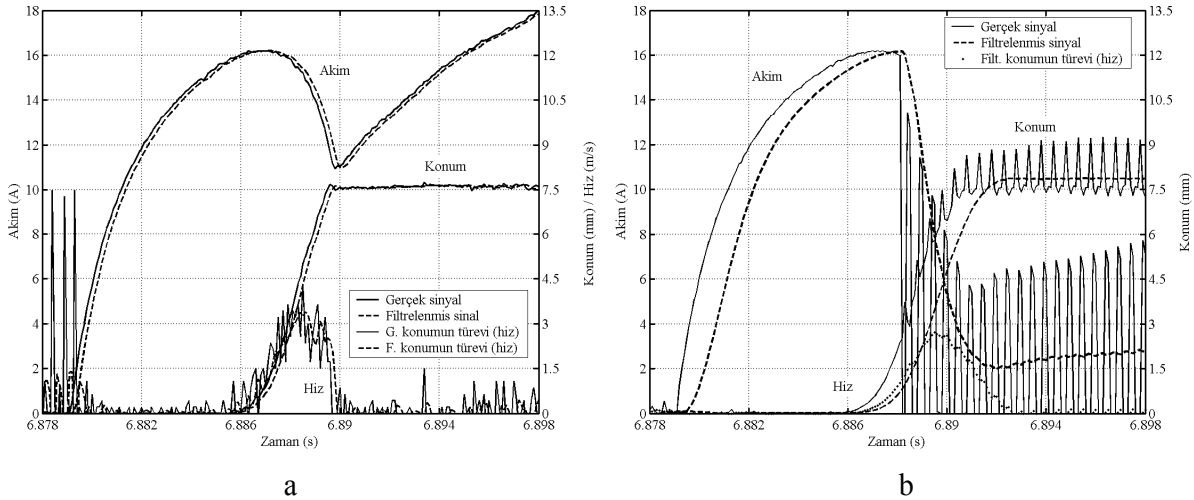 18
16
14
12
10
8
6
4
2
0
Akim (A)
13.5
12
10.5
9
7.5
6
4.5
3
1.5
0
Konum (mm) / Hiz (m/s)
Akim
Konum
Gerçek sinyal
Filtrelenmis sinal
G. konumun türevi (hiz)
F. konumun türevi (hiz)
Hiz
6.878 6.882 6.886 6.89 6.894 6.898
Zaman (s)
a
18
16
14
12
10
8
6
4
2
0
Akim (A)
13.5
12
10.5
9
7.5
6
4.5
3
1.5
0
Konum (mm)
Gerçek sinyal
Filtrelenmis sinyal
Filt. konumun türevi (hiz)
Akim
Konum
Hiz
6.878 6.882 6.886 6.89 6.894 6.898
Zaman (s)
b